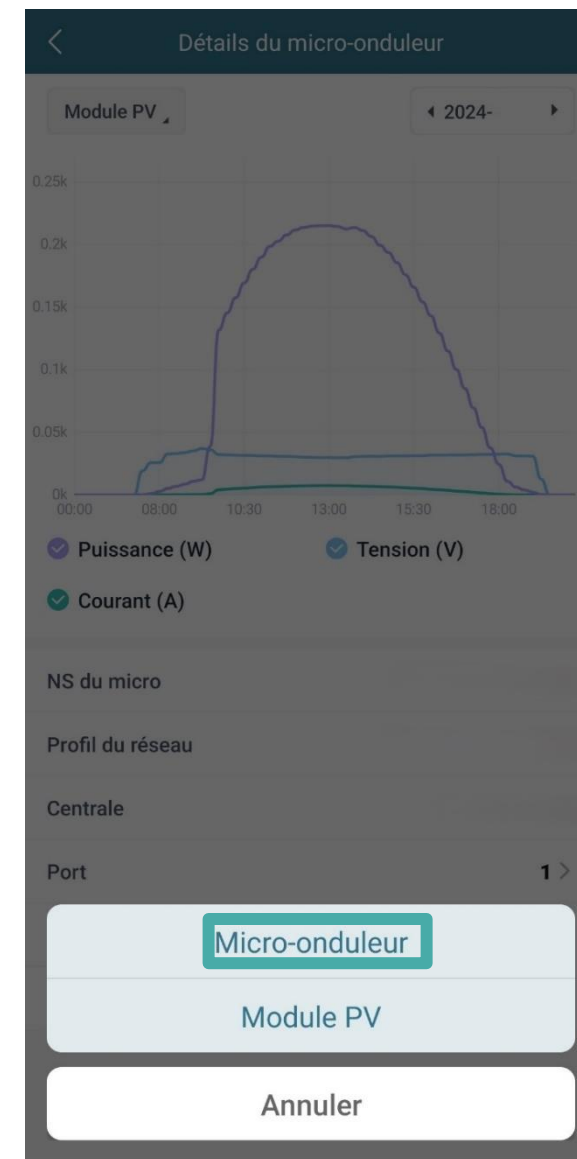 Détails du micro-onduleur
Module PV
2024-
0.25k
0.2k
0.15k
0.1k
0.05k
0k
00:00 08:00 10:30 13:00 15:30 18:00
Puissance (W) Tension (V)
Courant (A)
NS du micro
Profil du réseau
Centrale
Port 1
Micro-onduleur
Module PV
Annuler